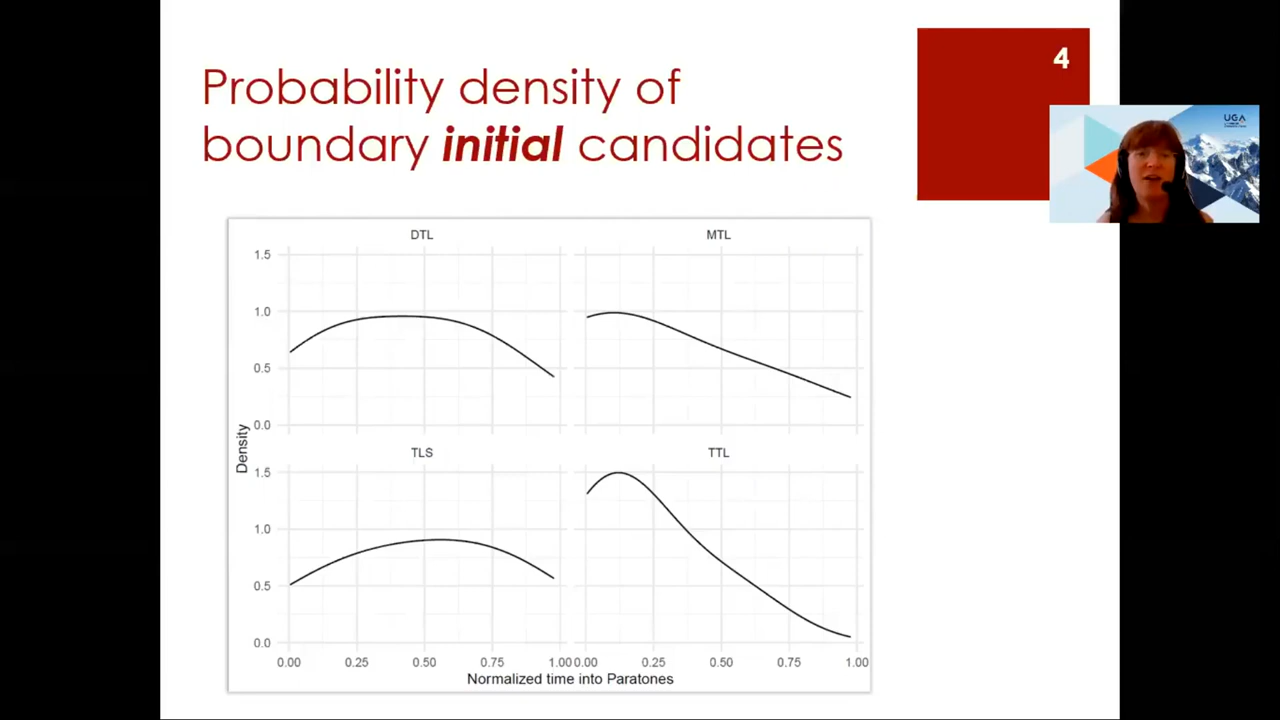 Probability density of
boundary initial candidates
4
UGA
DTL
MTL
1.5
1.0
0.5
0.0
Density
TLS
TTL
1.5
1.0
0.5
0.0
0.00 0.25 0.50 0.75 1.00 0.00 0.25 0.50 0.75 1.00
Normalized time into Paratones